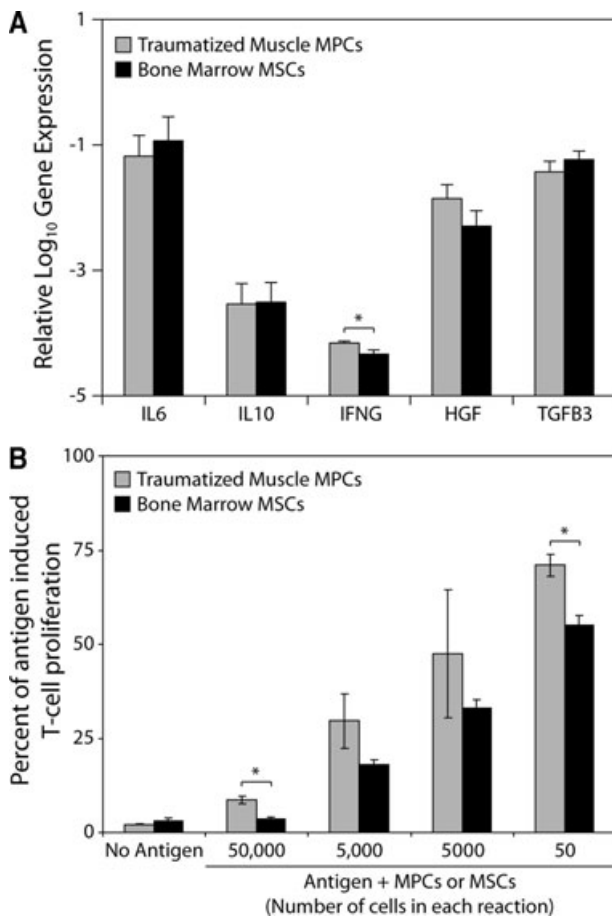 A
1
Traumatized Muscle MPCs
Bone Marrow MSCs
Relative Log10 Gene Expression
-1
-3
*
-5
IL6 IL10 IFNG HGF TGFB3
B
100
Traumatized Muscle MPCs
Bone Marrow MSCs
Percent of antigen induced
T-cell proliferation
75
*
50
25
*
0
No Antigen 50,000 5,000 5000 50
Antigen + MPCs or MSCs
(Number of cells in each reaction)